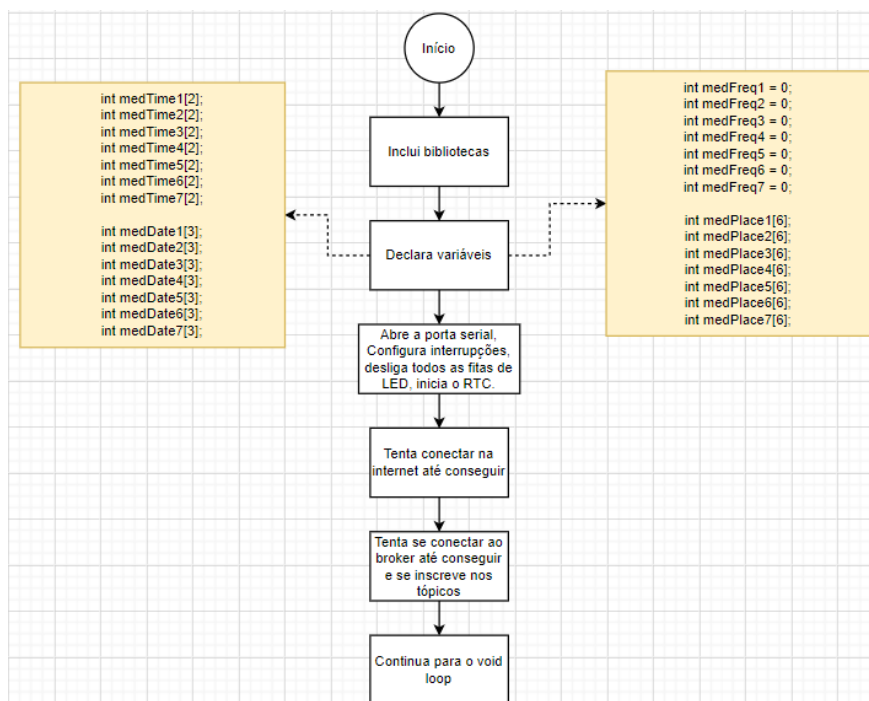 Início
int medTime1[2];
int medTime2[2];
int medTime3[2];
int medTime4[2];
int medTime5[2];
int medTime6[2];
int medTime7[2];
int medDate1[3];
int medDate2[3];
int medDate3[3];
int medDate4[3];
int medDate5[3];
int medDate6[3];
int medDate7[3];
int medFreq1 = 0;
int medFreq2 = 0;
int medFreq3 = 0;
int medFreq4 = 0;
int medFreq5 = 0;
int medFreq6 = 0;
int medFreq7 = 0;
int medPlace1[6];
int medPlace2[6];
int medPlace3[6];
int medPlace4[6];
int medPlace5[6];
int medPlace6[6];
int medPlace7[6];
Inclui bibliotecas
Declara variáveis
Abre a porta serial,
Configura interrupções,
desliga todos as fitas de
LED, inicia o RTC.
Tenta conectar na
internet até conseguir
Tenta se conectar ao
broker até conseguir
e se inscreve nos
tópicos
Continua para o void
loop